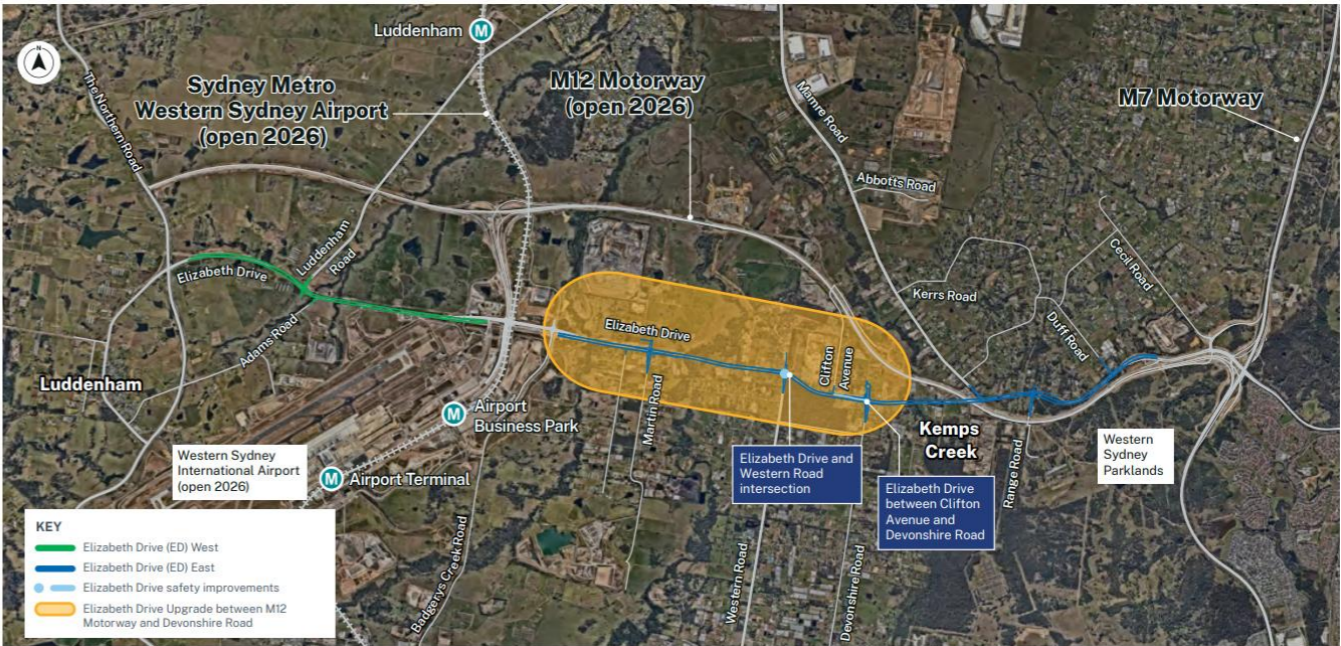 N
Luddenham
M
Sydney Metro
Western Sydney Airport
(open 2026)
M12 Motorway
(open 2026)
M7 Motorway
The Northern Road
Mamre Road
Abbotts Road
Cecil Road
Luddenham
Road
Elizabeth Drive
Kerrs Road
Duff Road
Adams Road
Elizabeth Drive
Clifton
Avenue
Luddenham
Martin Road
M
Airport
Business Park
Kemps
Creek
Western Sydney
International Airport
(open 2026)
M
Airport Terminal
Elizabeth Drive and
Western Road
intersection
Elizabeth Drive
between Clifton
Avenue and
Devonshire Road
Range Road
Western
Sydney
Parklands
Badgerys Creek Road
Western Road
Devonshire Road
KEY
Elizabeth Drive (ED) West
Elizabeth Drive (ED) East
Elizabeth Drive safety improvements
Elizabeth Drive Upgrade between M12
Motorway and Devonshire Road